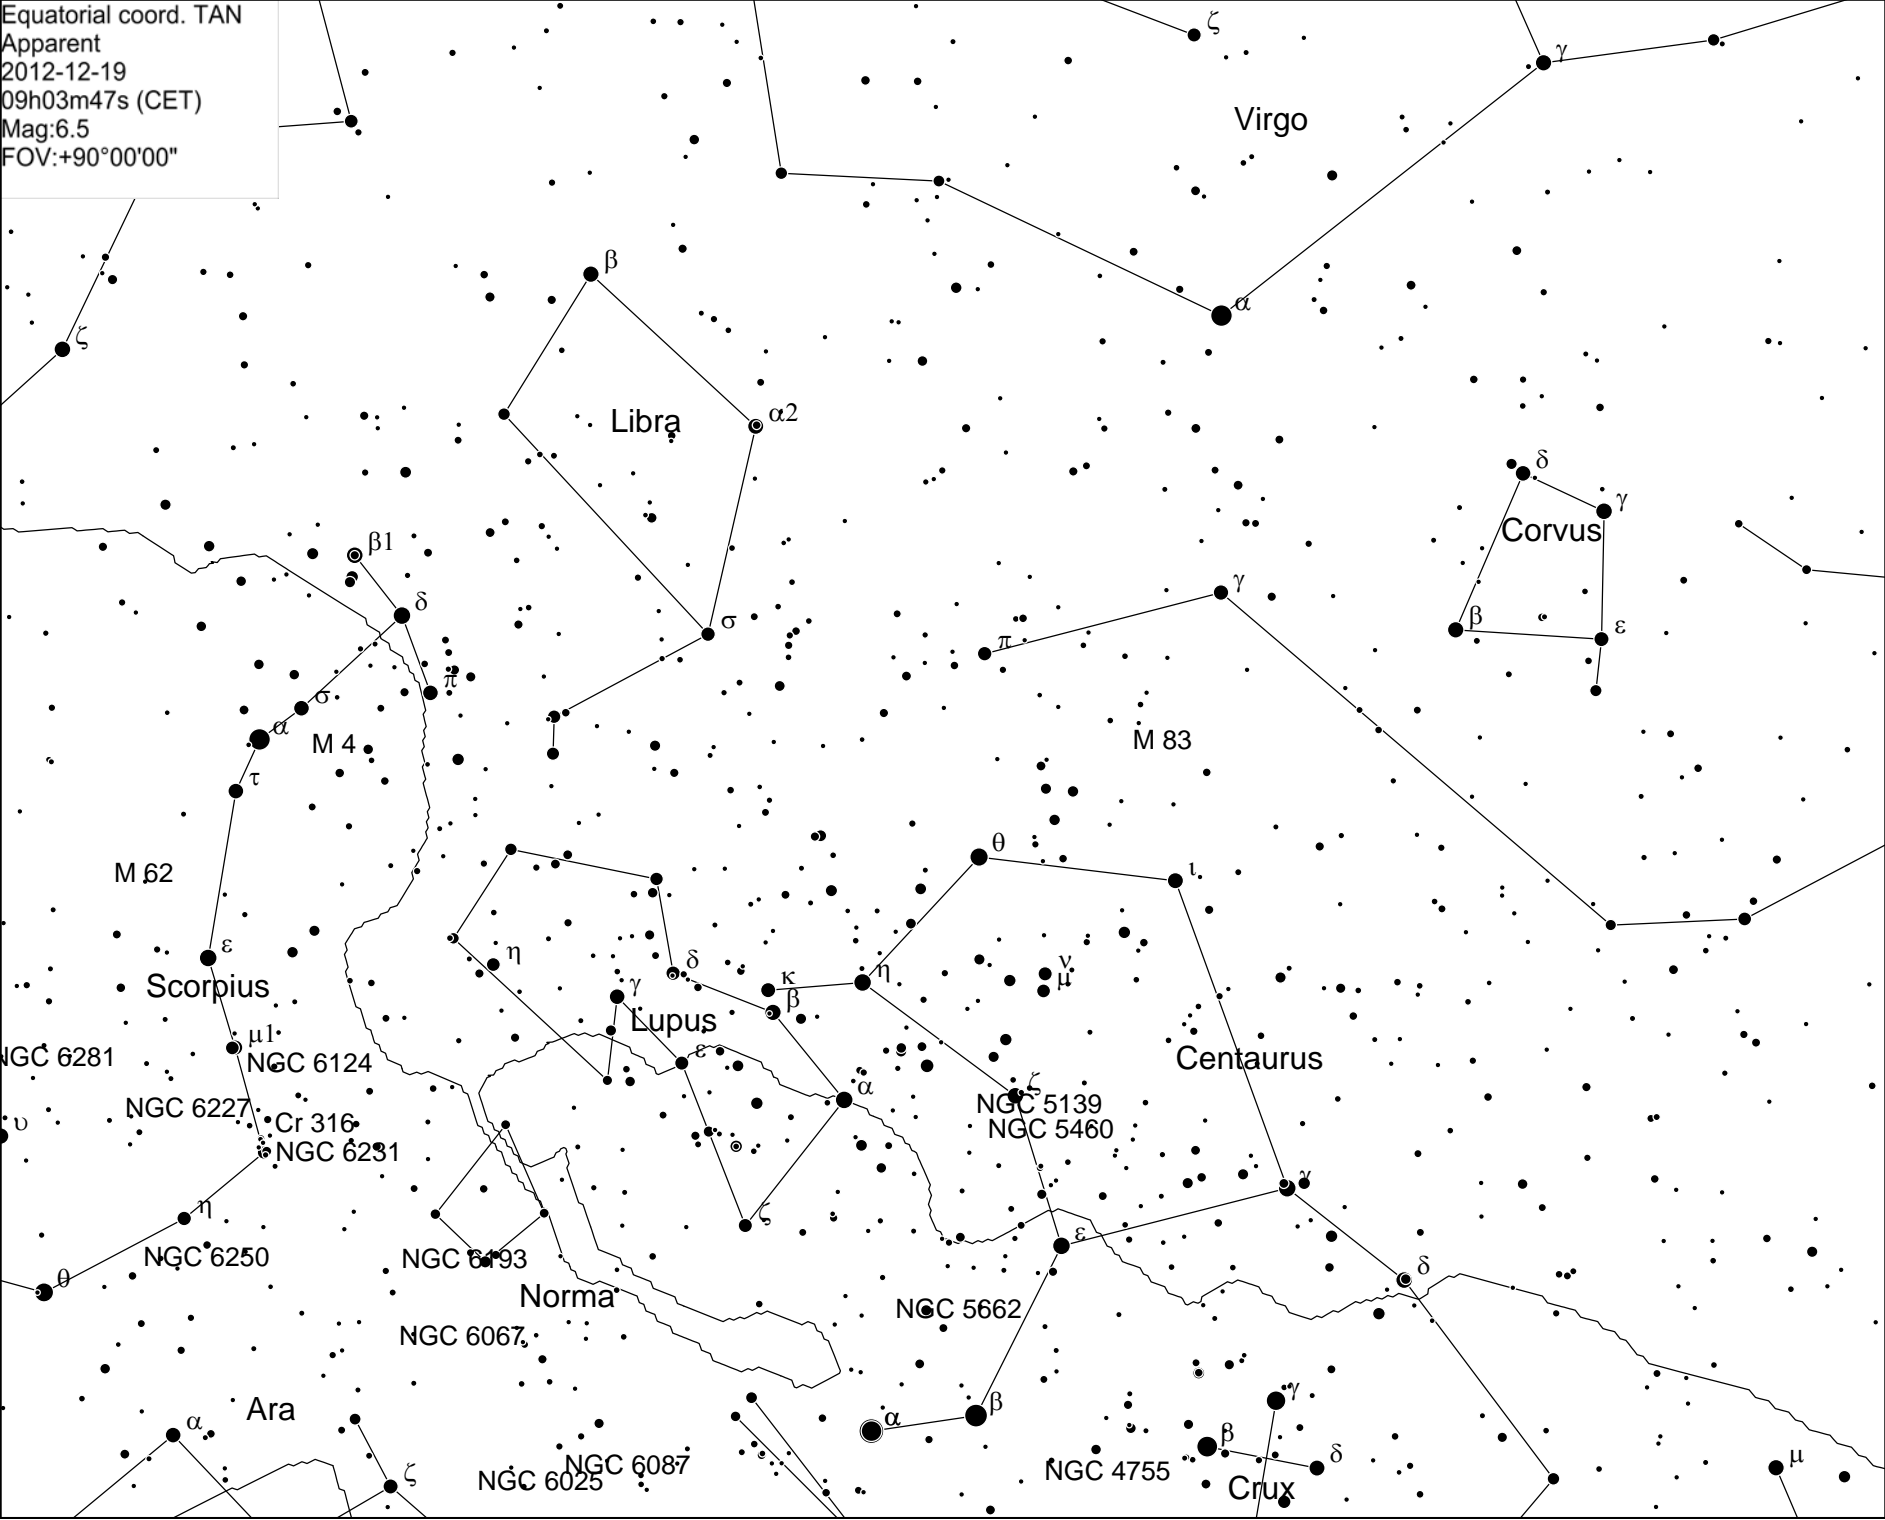 Equatorial coord. TAN
Apparent
2012-12-19
09h03m47s (CET)
Mag:6.5
FOV:+90°00'00"
ζ
γ
Virgo
β
α
ζ
α2
Libra
δ
γ
Corvus
β1
γ
δ
β
ε
σ
π
π
σ
α
M 4
M 83
τ
θ
ι
M 62
ε
η
δ
κ
η
ν
μ
Scorpius
γ
β
Lupus
μ1
ε
NGC 6281
NGC 6124
Centaurus
α
ζ
NGC 6227
NGC 5139
υ
Cr 316
NGC 5460
NGC 6231
γ
η
ζ
ε
NGC 6250
NGC 6193
δ
θ
Norma
NGC 5662
NGC 6067
γ
Ara
β
α
α
β
δ
μ
NGC 6087
NGC 4755
ζ
NGC 6025
Crux